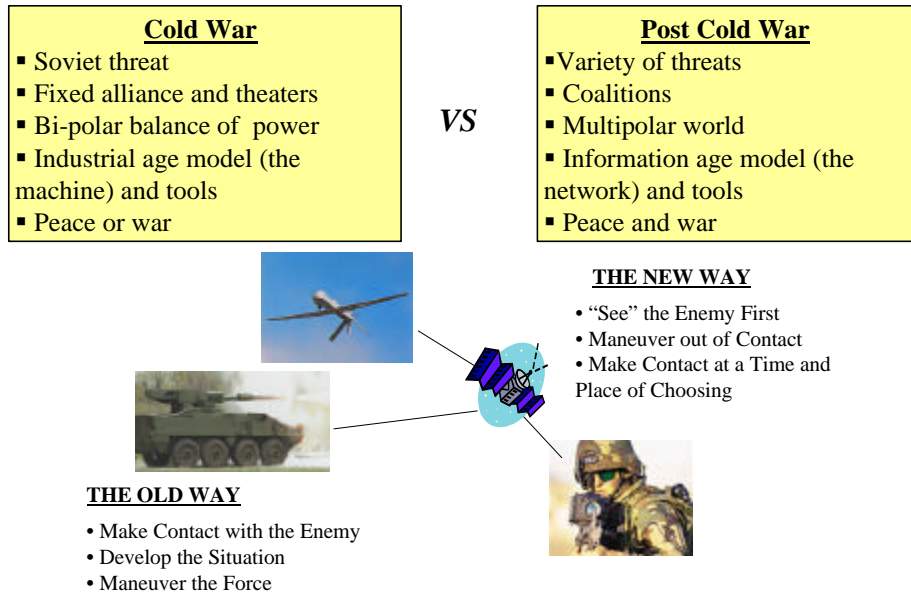 Cold War
▪ Soviet threat
▪ Fixed alliance and theaters
▪ Bi-polar balance of power
▪ Industrial age model (the
machine) and tools
▪ Peace or war
VS
Post Cold War
▪Variety of threats
▪ Coalitions
▪ Multipolar world
▪ Information age model (the
network) and tools
▪ Peace and war
THE NEW WAY
• “See” the Enemy First
• Maneuver out of Contact
• Make Contact at a Time and
Place of Choosing
THE OLD WAY
• Make Contact with the Enemy
• Develop the Situation
• Maneuver the Force